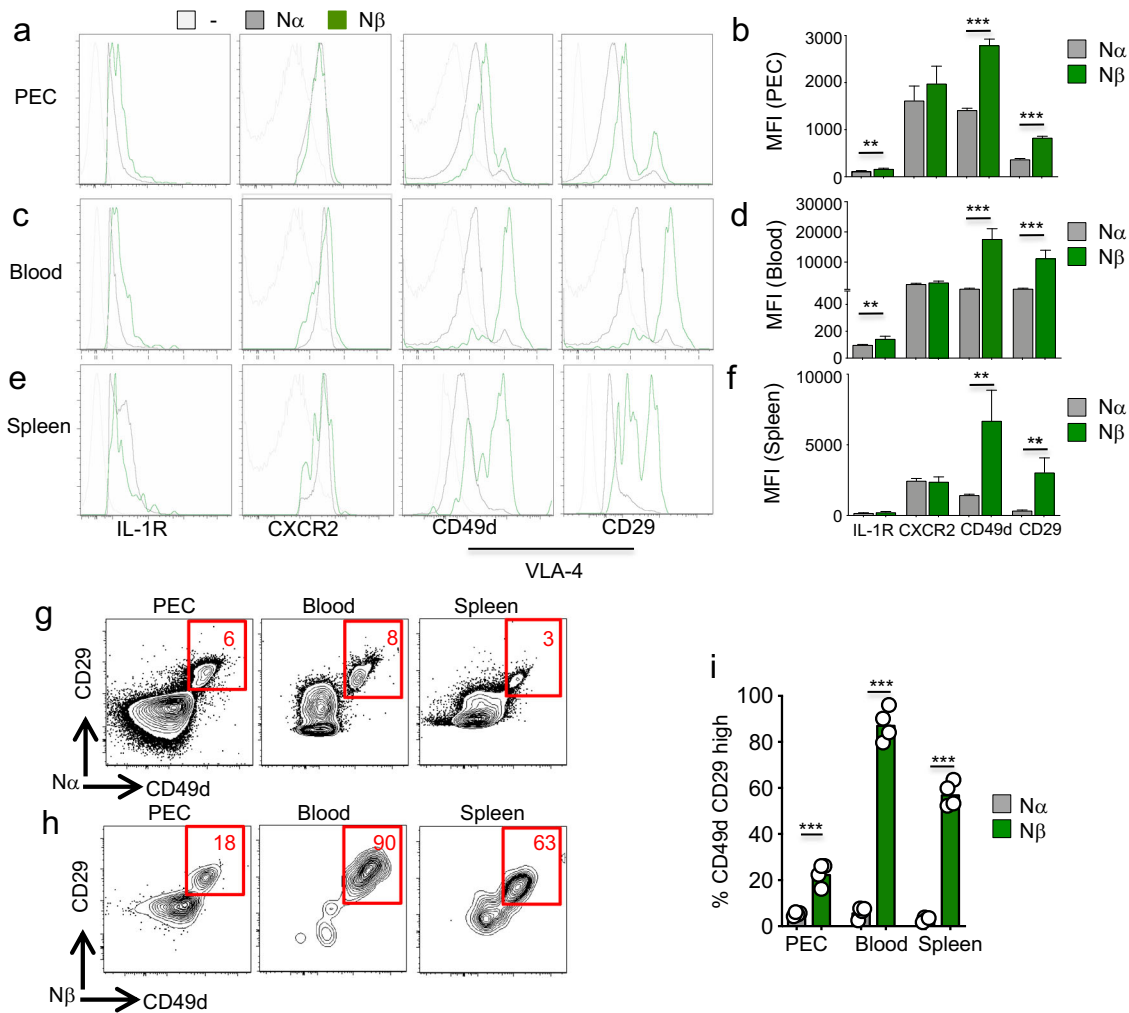 - Nα Nβ
a
PEC
c
Blood
e
Spleen
IL-1R CXCR2 CD49d CD29
VLA-4
b
MFI (PEC)
3000
2000
1000
0
**
***
***
Nα
Nβ
d
MFI (Blood)
30000
20000
10000
400
200
0
**
***
***
Nα
Nβ
f
MFI (Spleen)
10000
5000
0
**
**
Nα
Nβ
IL-1R CXCR2 CD49d CD29
g
PEC Blood Spleen
6 8 3
CD29
Nα CD49d
h
PEC Blood Spleen
18 90 63
CD29
Nβ CD49d
i
% CD49d CD29 high
100
80
60
40
20
0
***
***
***
Nα
Nβ
PEC Blood Spleen